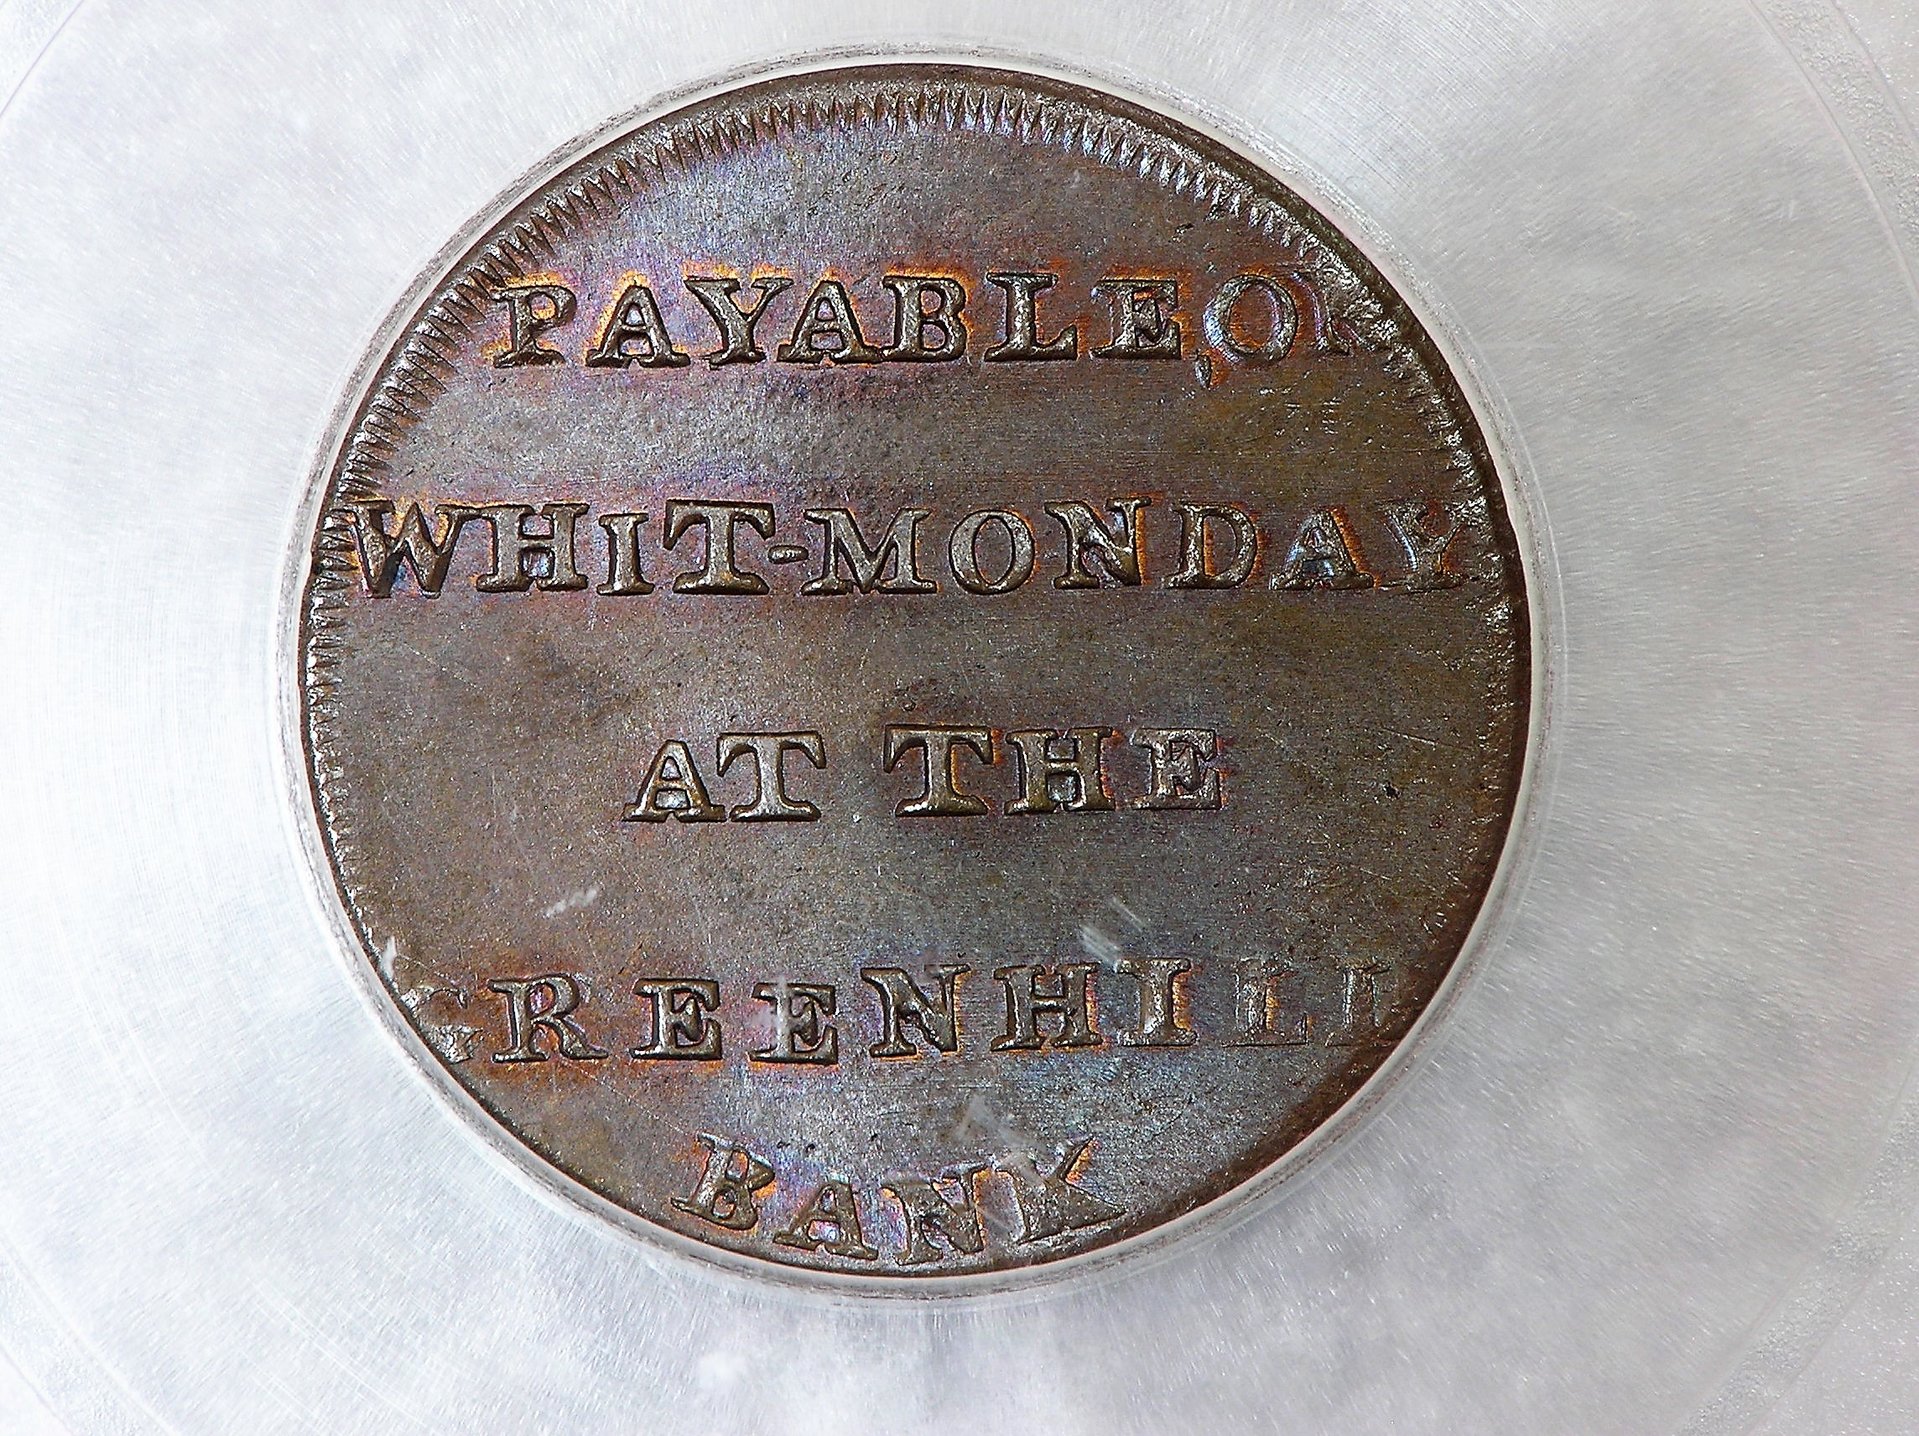 PAYABLE,ON
WHIT-MONDAY
AT THE
GREENHILL
BANK